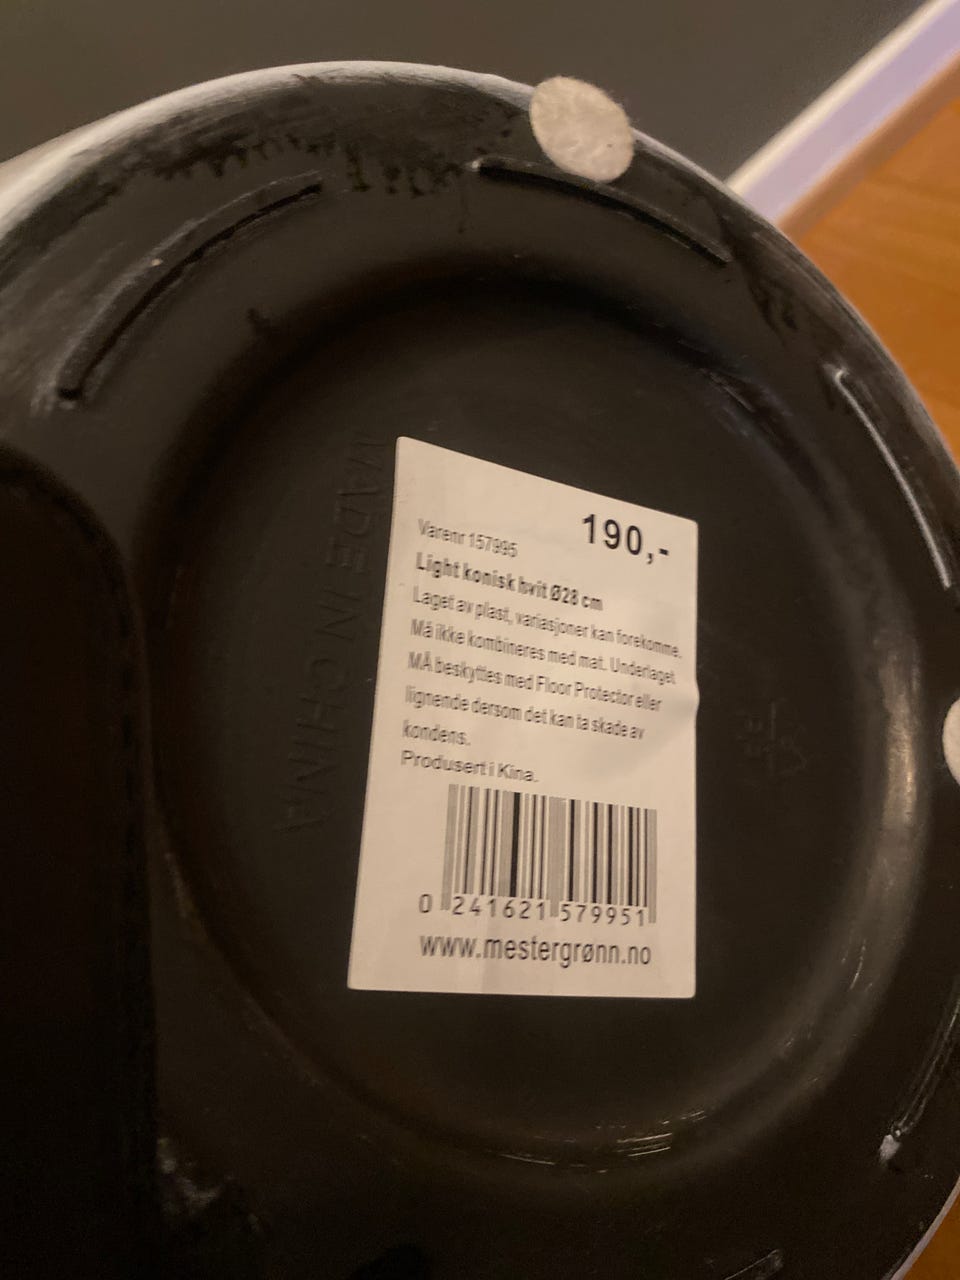 190,-
Varenr 157995
Light konisk hvit Ø28 cm
Laget av plast, variasjoner kan forekomme.
Må ikke kombineres med mat. Underlaget
MÅ beskyttes med Floor Protector eller
lignende dersom det kan ta skade av
kondens.
Produsert i Kina.
0 241621 579951
www.mestergrønn.no
MADE IN CHINA